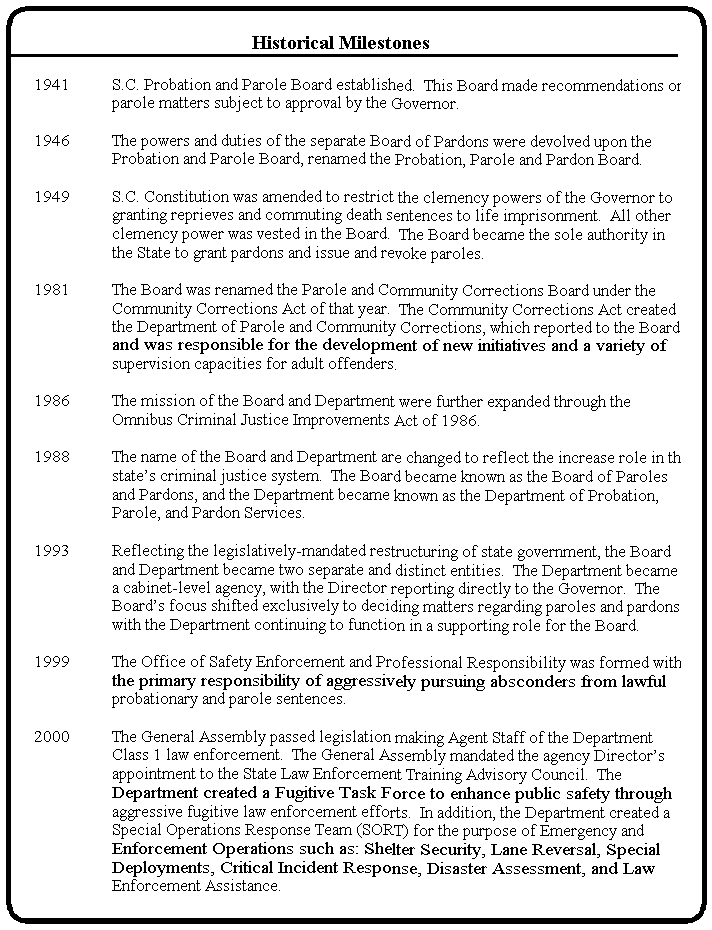 Historical Milestones
1941 S.C. Probation and Parole Board established. This Board made recommendations or
parole matters subject to approval by the Governor.
1946 The powers and duties of the separate Board of Pardons were devolved upon the
Probation and Parole Board, renamed the Probation, Parole and Pardon Board.
1949 S.C. Constitution was amended to restrict the clemency powers of the Governor to
granting reprieves and commuting death sentences to life imprisonment. All other
clemency power was vested in the Board. The Board became the sole authority in
the State to grant pardons and issue and revoke paroles.
1981 The Board was renamed the Parole and Community Corrections Board under the
Community Corrections Act of that year. The Community Corrections Act created
the Department of Parole and Community Corrections, which reported to the Board
and was responsible for the development of new initiatives and a variety of
supervision capacities for adult offenders.
1986 The mission of the Board and Department were further expanded through the
Omnibus Criminal Justice Improvements Act of 1986.
1988 The name of the Board and Department are changed to reflect the increase role in th
state’s criminal justice system. The Board became known as the Board of Paroles
and Pardons, and the Department became known as the Department of Probation,
Parole, and Pardon Services.
1993 Reflecting the legislatively-mandated restructuring of state government, the Board
and Department became two separate and distinct entities. The Department became
a cabinet-level agency, with the Director reporting directly to the Governor. The
Board’s focus shifted exclusively to deciding matters regarding paroles and pardons
with the Department continuing to function in a supporting role for the Board.
1999 The Office of Safety Enforcement and Professional Responsibility was formed with
the primary responsibility of aggressively pursuing absconders from lawful
probationary and parole sentences.
2000 The General Assembly passed legislation making Agent Staff of the Department
Class 1 law enforcement. The General Assembly mandated the agency Director’s
appointment to the State Law Enforcement Training Advisory Council. The
Department created a Fugitive Task Force to enhance public safety through
aggressive fugitive law enforcement efforts. In addition, the Department created a
Special Operations Response Team (SORT) for the purpose of Emergency and
Enforcement Operations such as: Shelter Security, Lane Reversal, Special
Deployments, Critical Incident Response, Disaster Assessment, and Law
Enforcement Assistance.